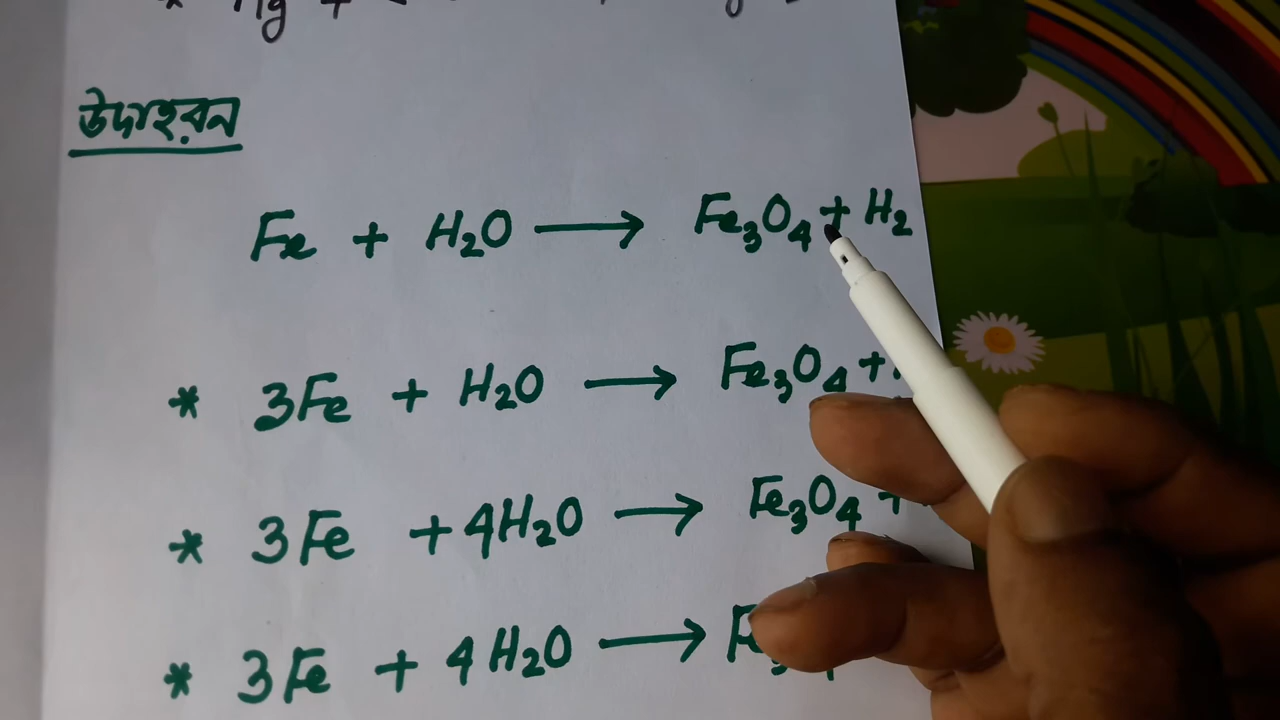 উদাহরন
Fe + H₂O ⟶ Fe₃O₄ + H₂
* 3Fe + H₂O ⟶ Fe₃O₄ +
* 3Fe + 4H₂O ⟶ Fe₃O₄ +
* 3Fe + 4H₂O ⟶